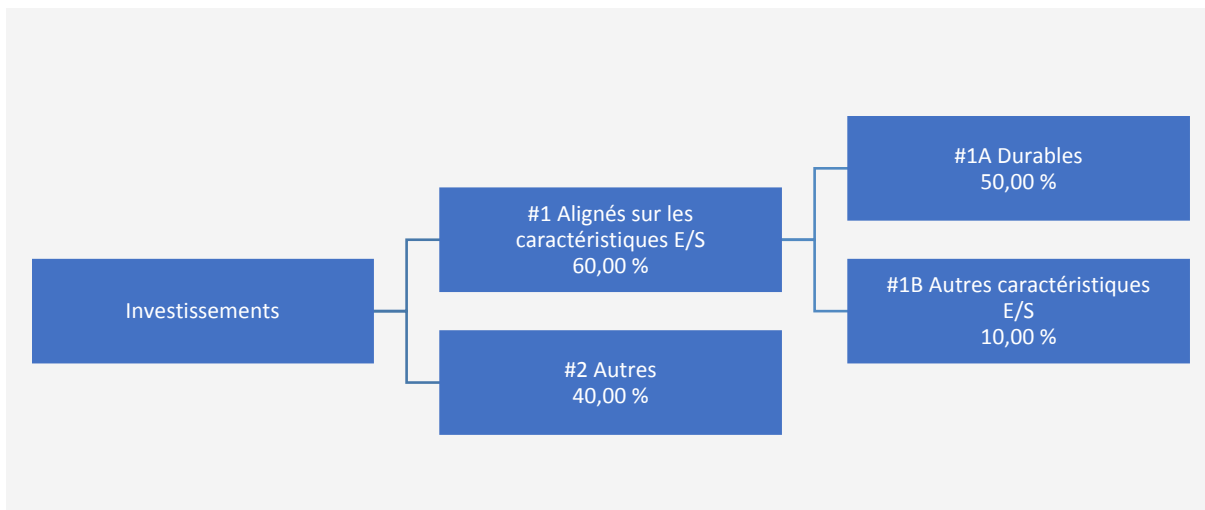 Investissements
#1 Alignés sur les
caractéristiques E/S
60,00 %
#2 Autres
40,00 %
#1A Durables
50,00 %
#1B Autres caractéristiques
E/S
10,00 %